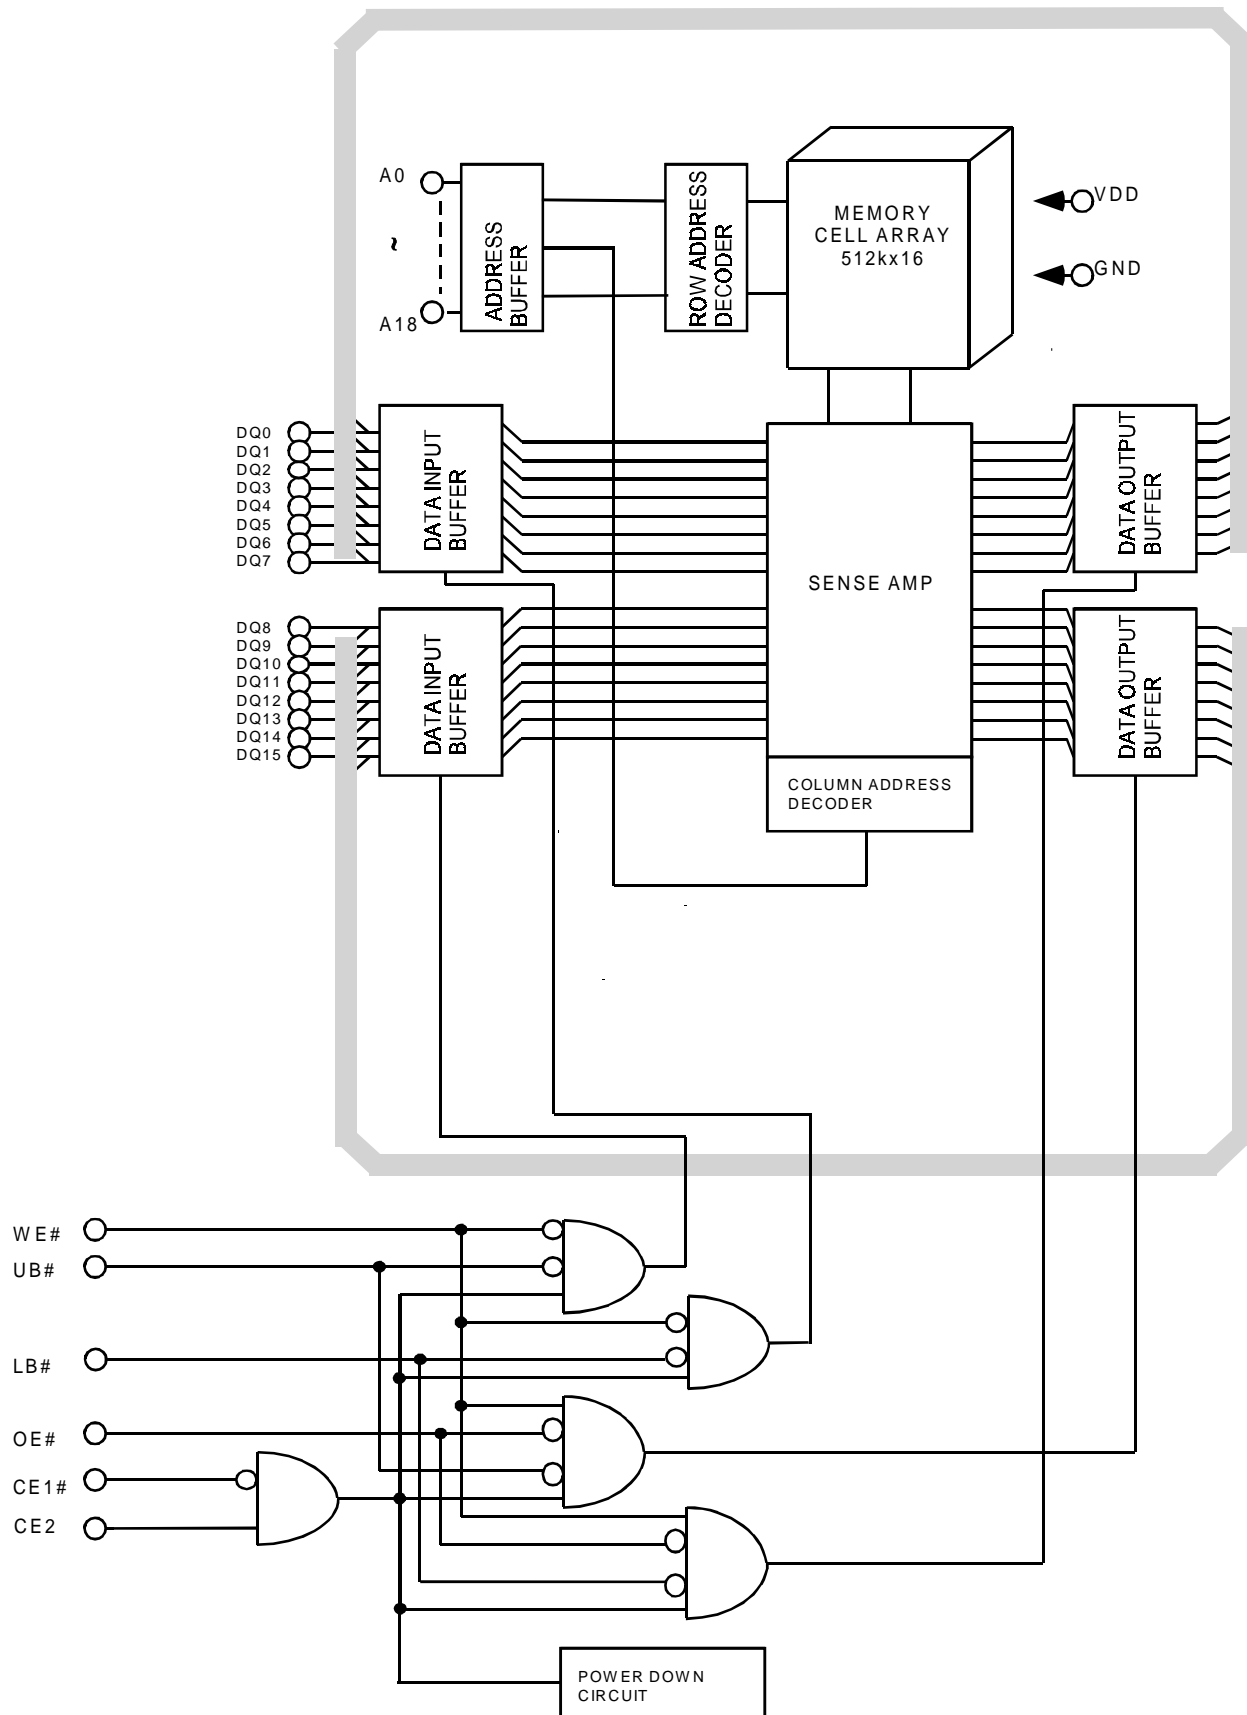 A0
~
A18
ADDRESS
BUFFER
ROW ADDRESS
DECODER
MEMORY
CELL ARRAY
512kx16
VDD
GND
DQ0
DQ1
DQ2
DQ3
DQ4
DQ5
DQ6
DQ7
DATA INPUT
BUFFER
SENSE AMP
DATA OUTPUT
BUFFER
DQ8
DQ9
DQ10
DQ11
DQ12
DQ13
DQ14
DQ15
DATA INPUT
BUFFER
DATA OUTPUT
BUFFER
COLUMN ADDRESS
DECODER
WE#
UB#
LB#
OE#
CE1#
CE2
POWER DOWN
CIRCUIT